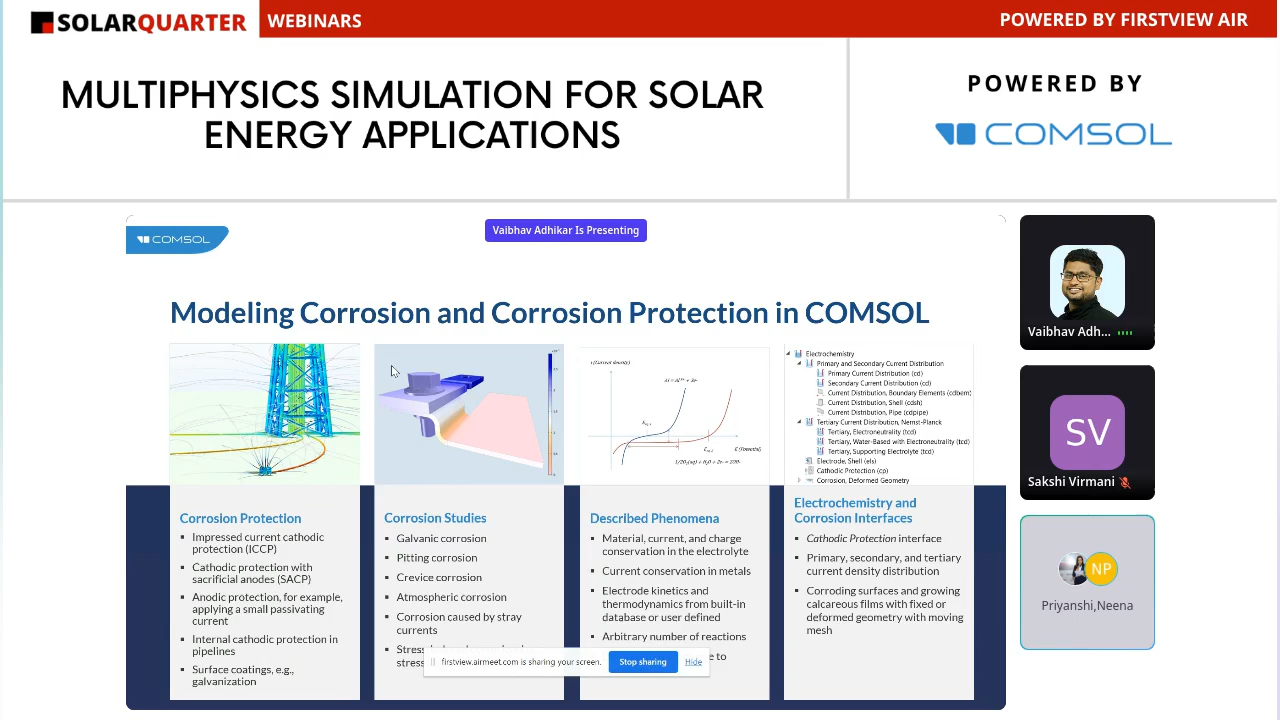 SOLARQUARTER WEBINARS
POWERED BY FIRSTVIEW AIR
MULTIPHYSICS SIMULATION FOR SOLAR
ENERGY APPLICATIONS
POWERED BY
COMSOL
COMSOL
Vaibhav Adhikar Is Presenting
Modeling Corrosion and Corrosion Protection in COMSOL
i (Current density)
E (Potential)
Electrochemistry
Primary and Secondary Current Distribution
Primary Current Distribution (cd)
Secondary Current Distribution (cd)
Current Distribution, Boundary Elements (cdbem)
Current Distribution, Shell (cdsh)
Current Distribution, Pipe (cdpipe)
Tertiary Current Distribution, Nernst-Planck
Tertiary, Electroneutrality (tcd)
Tertiary, Water-Based with Electroneutrality (tcd)
Tertiary, Supporting Electrolyte (tcd)
Electrode, Shell (els)
Cathodic Protection (cp)
Corrosion, Deformed Geometry
Corrosion Protection
▪ Impressed current cathodic
protection (ICCP)
▪ Cathodic protection with
sacrificial anodes (SACP)
▪ Anodic protection, for example,
applying a small passivating
current
▪ Internal cathodic protection in
pipelines
▪ Surface coatings, e.g.,
galvanization
Corrosion Studies
▪ Galvanic corrosion
▪ Pitting corrosion
▪ Crevice corrosion
▪ Atmospheric corrosion
▪ Corrosion caused by stray
currents
Described Phenomena
▪ Material, current, and charge
conservation in the electrolyte
▪ Current conservation in metals
▪ Electrode kinetics and
thermodynamics from built-in
database or user defined
▪ Arbitrary number of reactions
to
Electrochemistry and
Corrosion Interfaces
▪ Cathodic Protection interface
▪ Primary, secondary, and tertiary
current density distribution
▪ Corroding surfaces and growing
calcareous films with fixed or
deformed geometry with moving
mesh
firstview.airmeet.com is sharing your screen.
Stop sharing
Hide
Vaibhav Adh...
SV
Sakshi Virmani
NP
Priyanshi,Neena